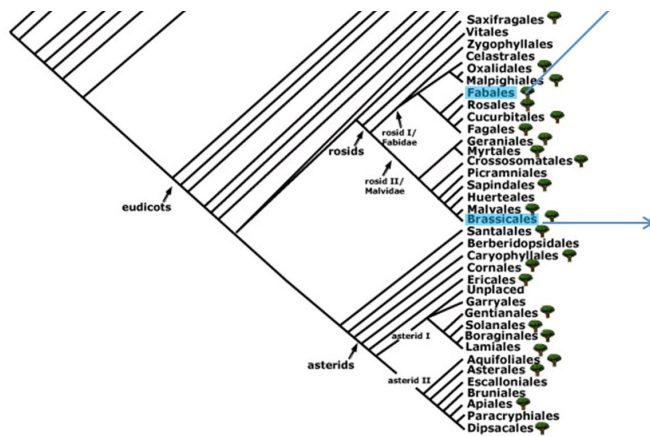 Saxifragales
Vitales
Zygophyllales
Celastrales
Oxalidales
Malpighiales
Fabales
Rosales
Cucurbitales
Fagales
Geraniales
Myrtales
Crossosomatales
Picramniales
Sapindales
Huerteales
Malvales
Brassicales
Santalales
Berberidopsidales
Caryophyllales
Cornales
Ericales
Unplaced
Garryales
Gentianales
Solanales
Boraginales
Lamiales
Aquifoliales
Asterales
Escalloniales
Bruniales
Apiales
Paracryphiales
Dipsacales
rosid I/
Fabidae
rosids
rosid II/
Malvidae
eudicots
asterid I
asterids
asterid II